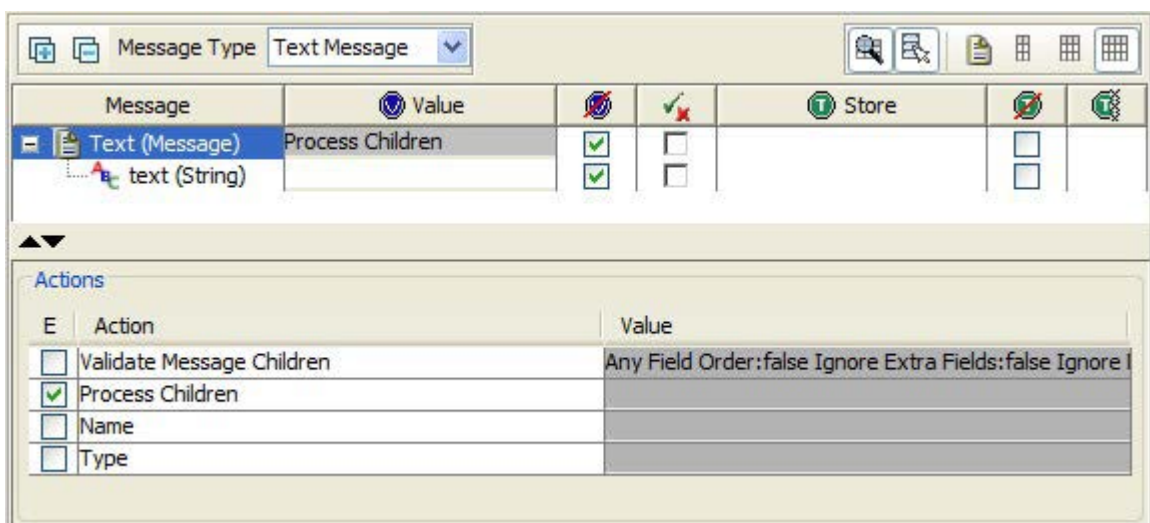 Message Type Text Message
Message Value Store
Text (Message) Process Children
text (String)
Actions
E Action Value
Validate Message Children Any Field Order:false Ignore Extra Fields:false Ignore
Process Children
Name
Type